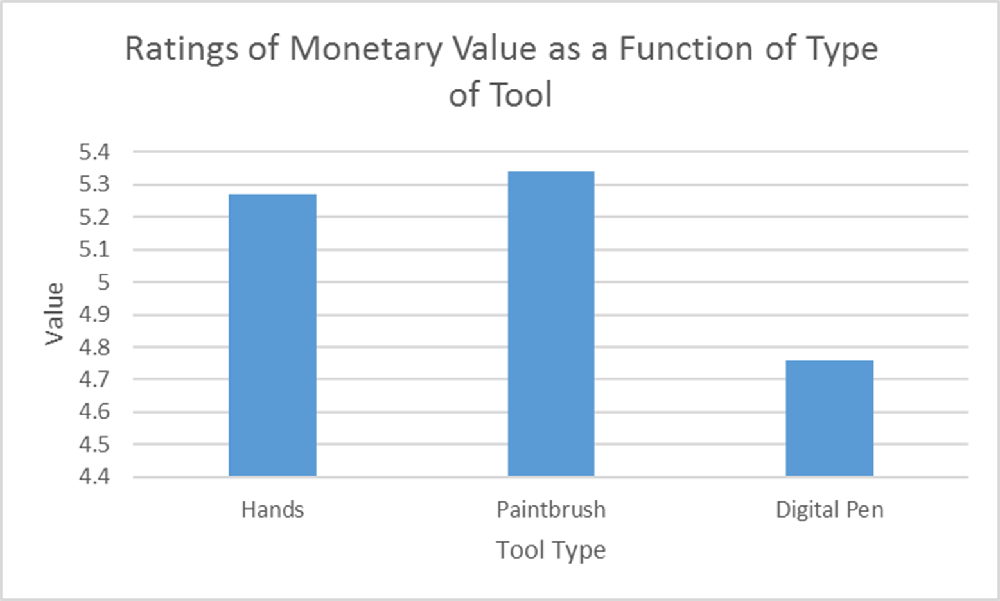 Ratings of Monetary Value as a Function of Type
of Tool
5.4
5.3
5.2
5.1
5
4.9
4.8
4.7
4.6
4.5
4.4
Value
Hands
Paintbrush
Digital Pen
Tool Type